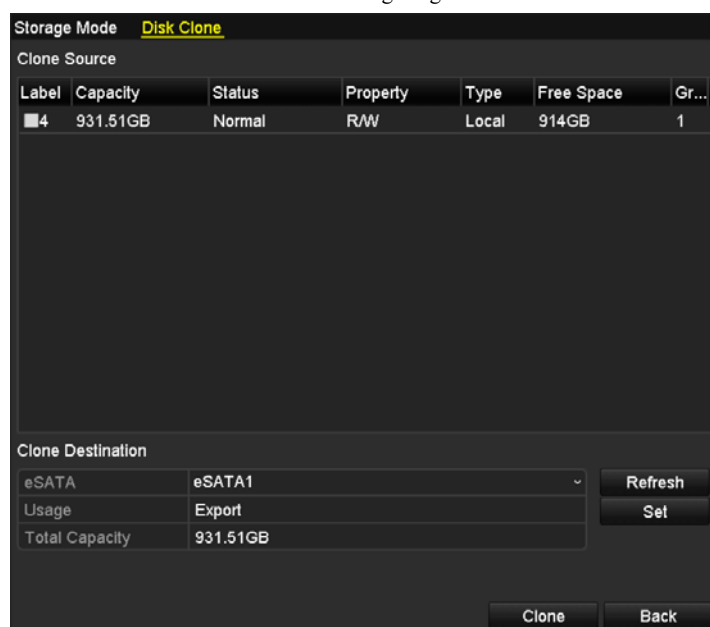 Storage Mode Disk Clone
Clone Source
Label Capacity Status Property Type Free Space Gr...
4 931.51GB Normal R/W Local 914GB 1
Clone Destination
eSATA eSATA1 Refresh
Usage Export Set
Total Capacity 931.51GB
Clone Back